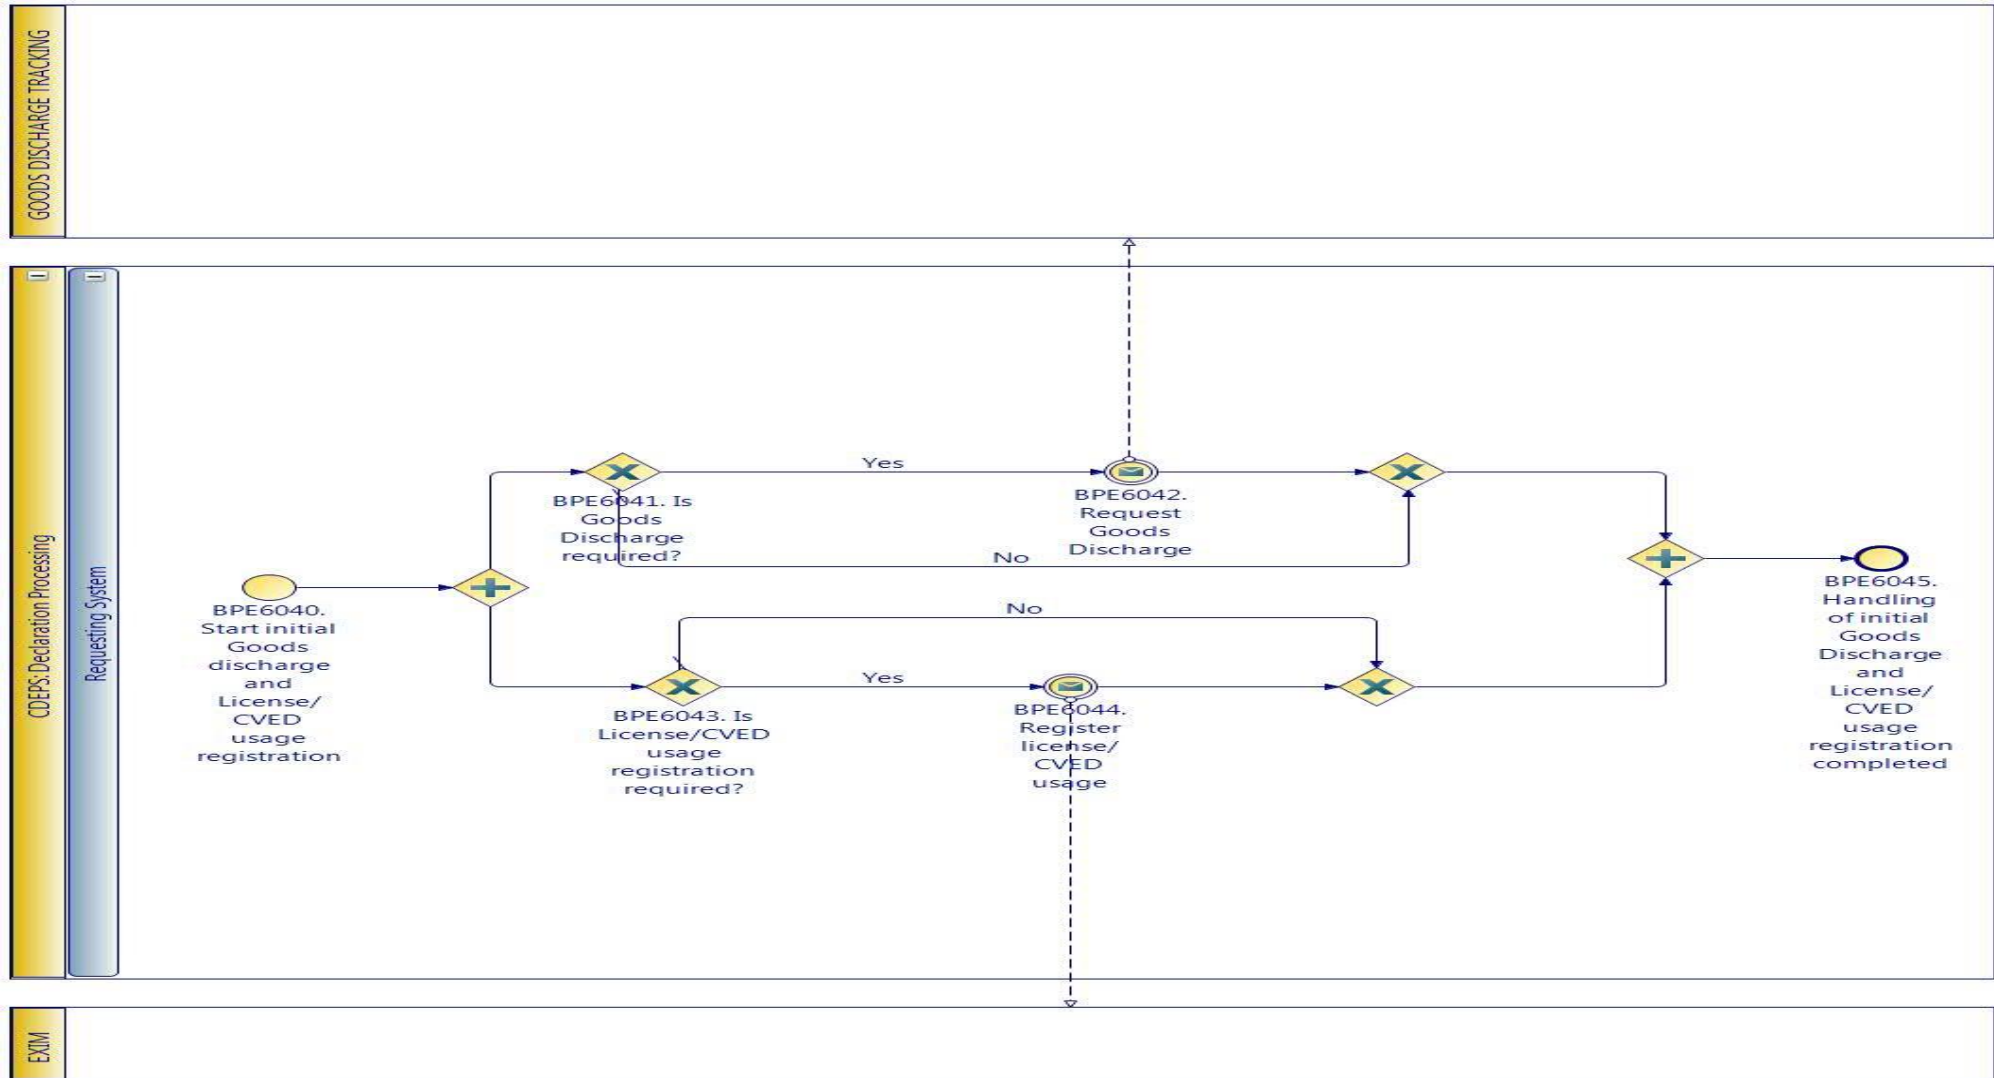 GOODS DISCHARGE TRACKING
CDEPS: Declaration Processing
Requesting System
BPE6040.
Start initial
Goods
discharge
and
License/
CVED
usage
registration
BPE6041. Is
Goods
Discharge
required?
Yes
No
BPE6042.
Request
Goods
Discharge
BPE6043. Is
License/CVED
usage
registration
required?
No
Yes
BPE6044.
Register
license/
CVED
usage
BPE6045.
Handling
of initial
Goods
Discharge
and
License/
CVED
usage
registration
completed
EXIM